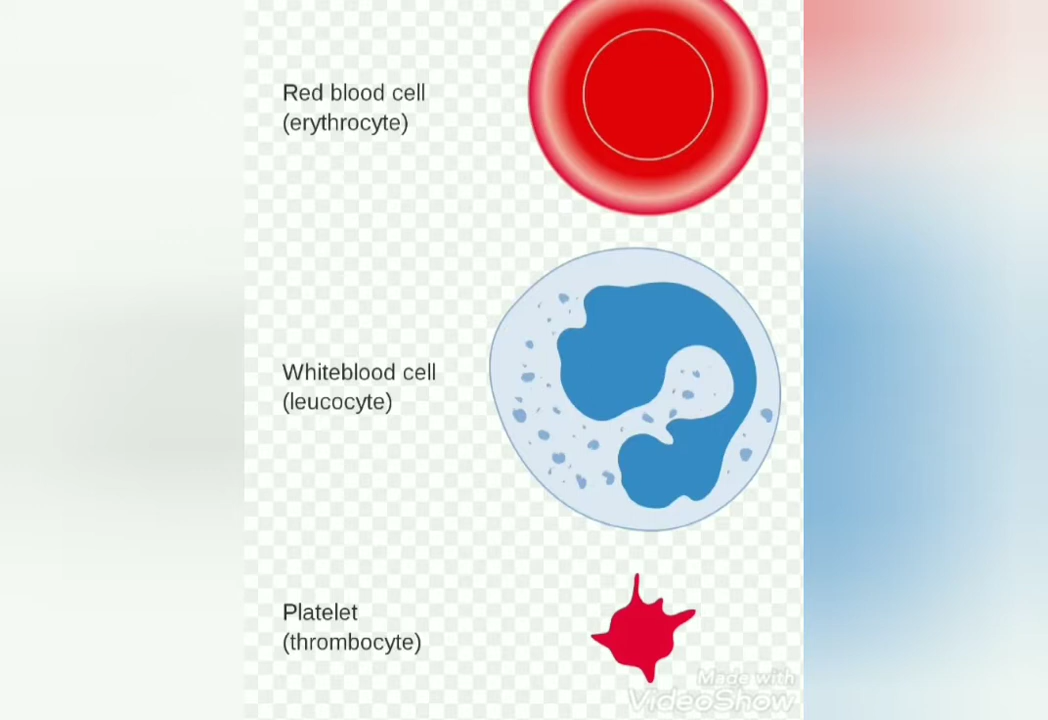 Red blood cell
(erythrocyte)
Whiteblood cell
(leucocyte)
Platelet
(thrombocyte)
Made with
VideoShow